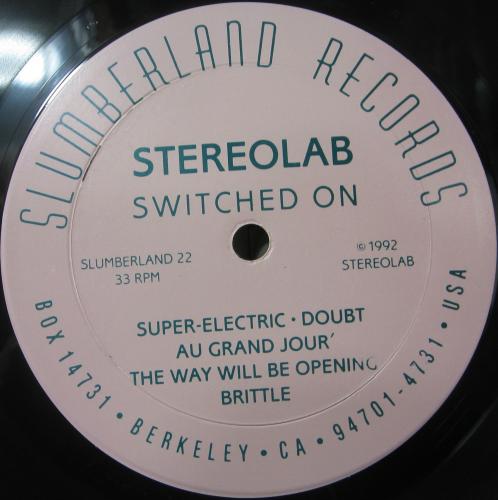 SLUMBERLAND RECORDS
STEREOLAB
SWITCHED ON
SLUMBERLAND 22
33 RPM
© 1992
STEREOLAB
SUPER-ELECTRIC • DOUBT
AU GRAND JOUR'
THE WAY WILL BE OPENING
BRITTLE
BOX 14731 • BERKELEY • CA • 94701-4731 • USA